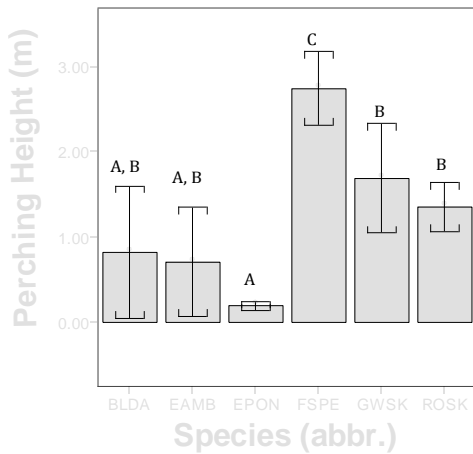 Perching Height (m)
3.00
2.00
1.00
0.00
A, B
A, B
A
C
B
B
BLDA EAMB EPON FSPE GWSK ROSK
Species (abbr.)